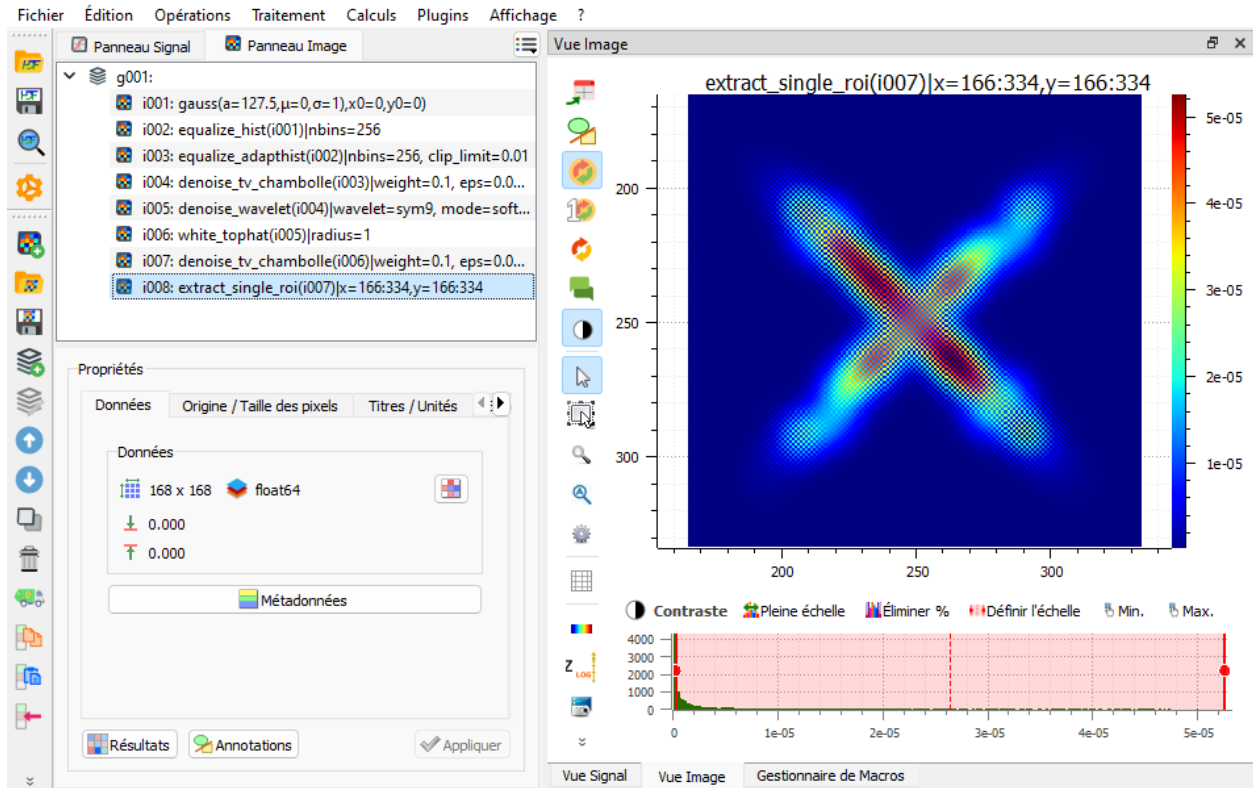 Fichier Édition Opérations Traitement Calculs Plugins Affichage ?
Panneau Signal Panneau Image
g001:
i001: gauss(a=127.5,μ=0,σ=1),x0=0,y0=0)
i002: equalize_hist(i001)|nbins=256
i003: equalize_adapthist(i002)|nbins=256, clip_limit=0.01
i004: denoise_tv_chambolle(i003)|weight=0.1, eps=0.0...
i005: denoise_wavelet(i004)|wavelet=sym9, mode=soft...
i006: white_tophat(i005)|radius=1
i007: denoise_tv_chambolle(i006)|weight=0.1, eps=0.0...
i008: extract_single_roi(i007)|x=166:334,y=166:334
Propriétés
Données Origine / Taille des pixels Titres / Unités
Données
168 x 168 float64
0.000
0.000
Métadonnées
Résultats Annotations Appliquer
Vue Image
extract_single_roi(i007)|x=166:334,y=166:334
200
250
300
200 250 300
5e-05
4e-05
3e-05
2e-05
1e-05
Contraste Pleine échelle Éliminer % Définir l'échelle Min. Max.
4000
3000
2000
1000
0
0 1e-05 2e-05 3e-05 4e-05 5e-05
Vue Signal Vue Image Gestionnaire de Macros
HDF
HDF
Z LOG